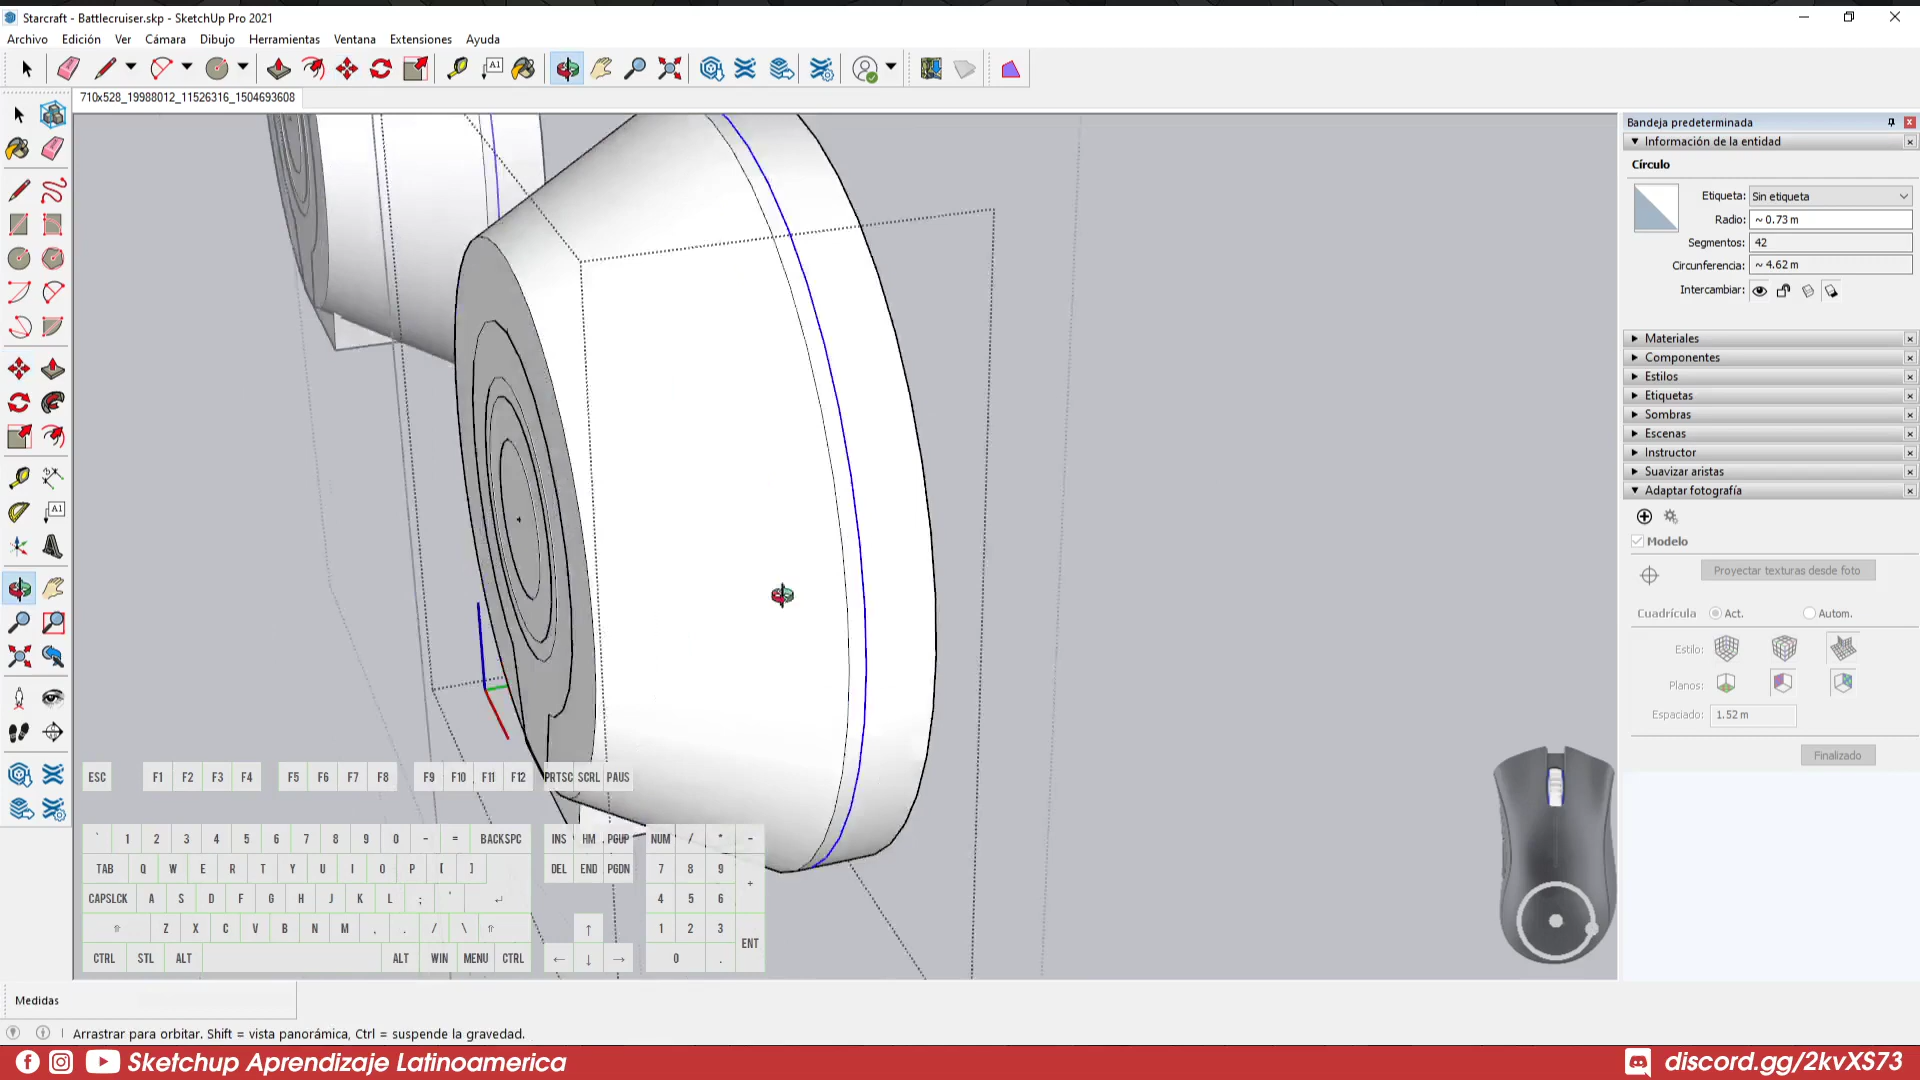 Starcraft - Battlecruiser.skp - SketchUp Pro 2021
Archivo Edición Ver Cámara Dibujo Herramientas Ventana Extensiones Ayuda
A1
710x528_19988012_11526316_1504693608
A1
Bandeja predeterminada
Información de la entidad
Círculo
Etiqueta: Sin etiqueta
Radio: ~ 0.73 m
Segmentos: 42
Circunferencia: ~ 4.62 m
Intercambiar:
Materiales
Componentes
Estilos
Etiquetas
Sombras
Escenas
Instructor
Suavizar aristas
Adaptar fotografía
Modelo
Proyectar texturas desde foto
Cuadrícula Act. Autom.
Estilo:
Planos:
Espaciado: 1.52 m
Finalizado
ESC F1 F2 F3 F4 F5 F6 F7 F8 F9 F10 F11 F12 PRTSC SCRL PAUS
` 1 2 3 4 5 6 7 8 9 0 - = BACKSPC INS HM PGUP NUM / * -
TAB Q W E R T Y U I O P [ ] DEL END PGDN 7 8 9 +
CAPSLCK A S D F G H J K L ; ' ↵ 4 5 6
⇧ Z X C V B N M , . / \ ⇧ ↑ 1 2 3 ENT
CTRL STL ALT ALT WIN MENU CTRL ← ↓ → 0 .
Medidas
Arrastrar para orbitar. Shift = vista panorámica, Ctrl = suspende la gravedad.
Sketchup Aprendizaje Latinoamerica
discord.gg/2kvXS73